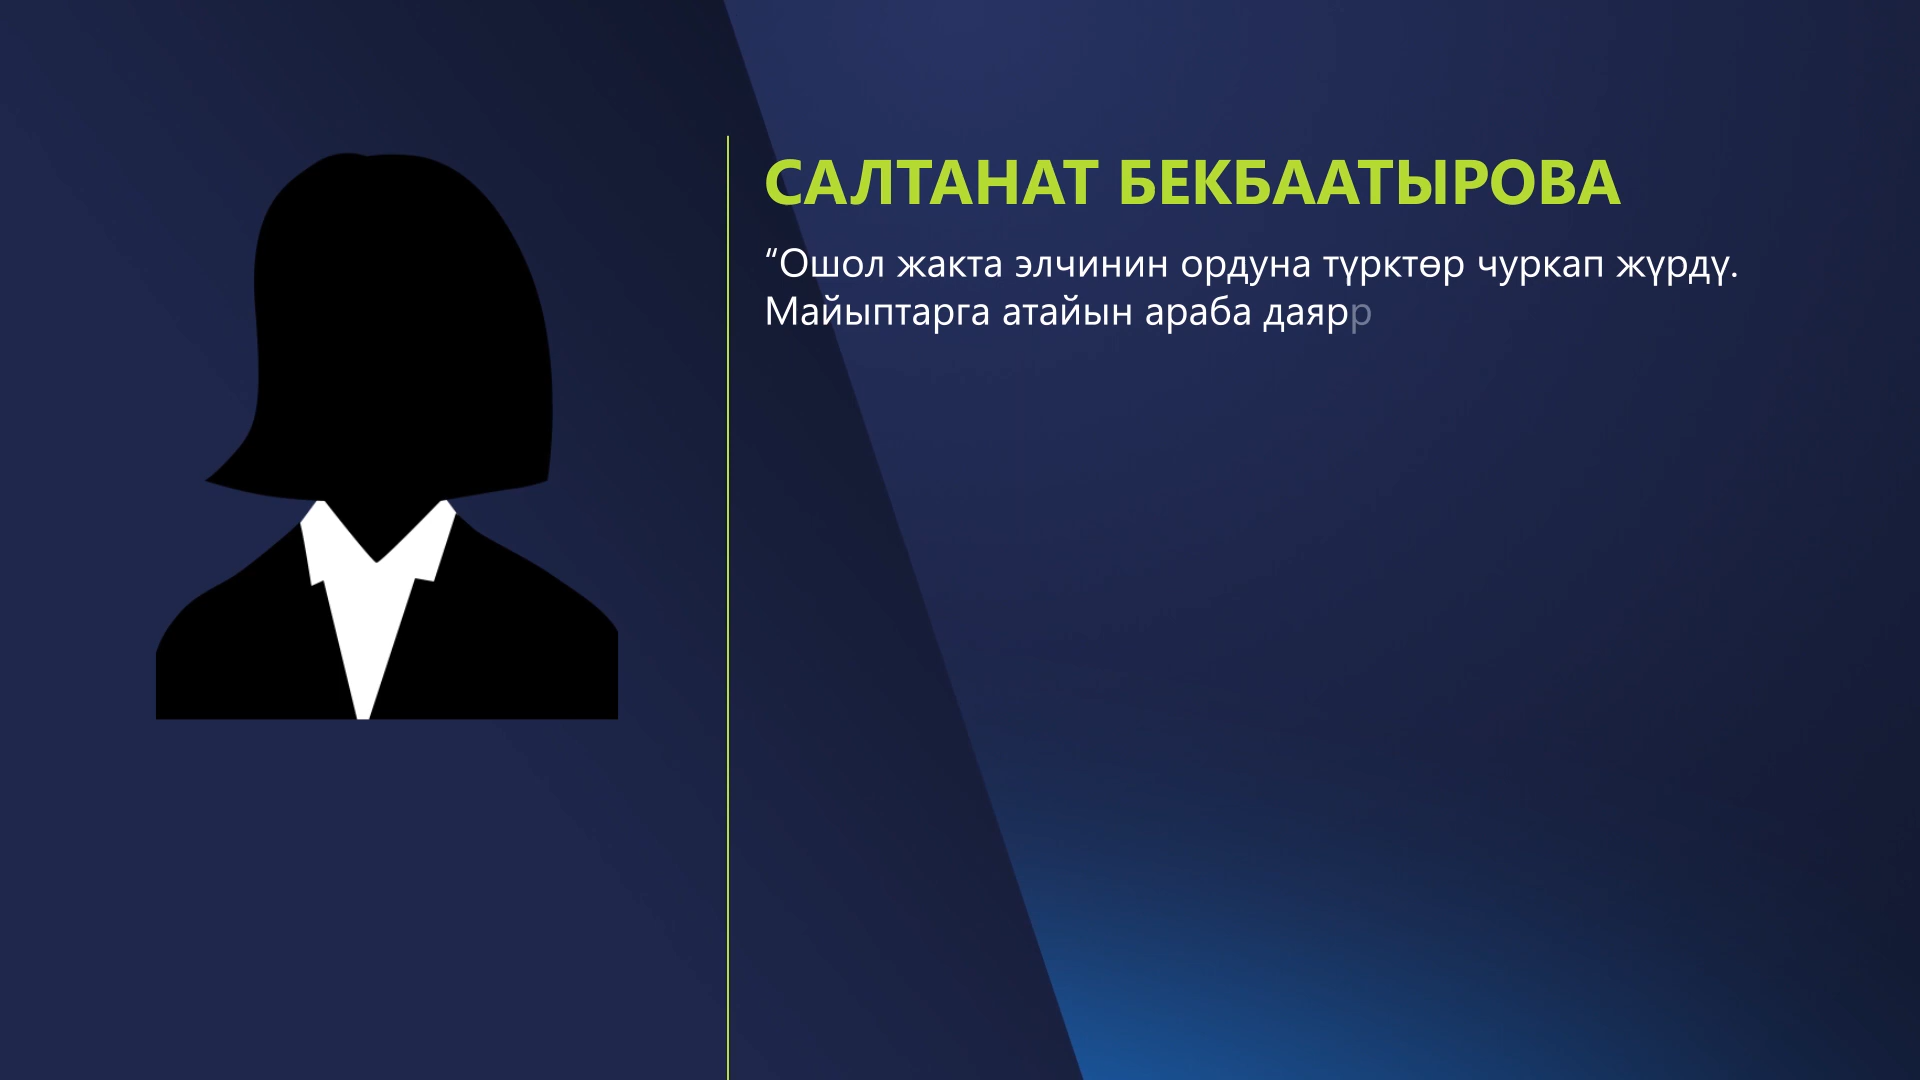 САЛТАНАТ БЕКБААТЫРОВА
“Ошол жакта элчинин ордуна түрктөр чуркап жүрдү.
Майыптарга атайын араба даярр